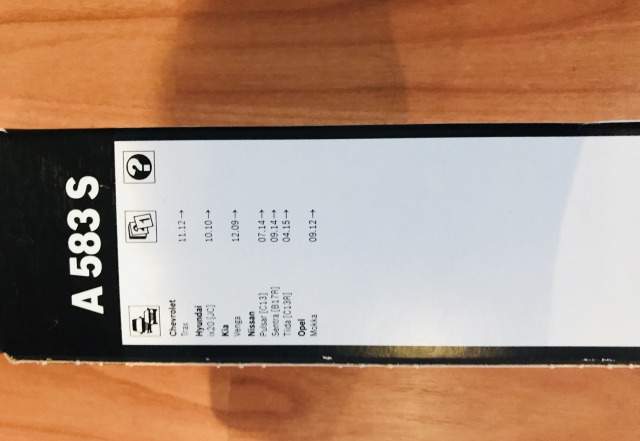 A 583 S
Chevrolet
Trax 11.12→
Hyundai
ix20 [JC] 10.10→
Kia
Venga 12.09→
Nissan
Pulsar [C13] 07.14→
Sentra [B17R] 09.14→
Tiida [C13R] 04.15→
Opel
Mokka 09.12→